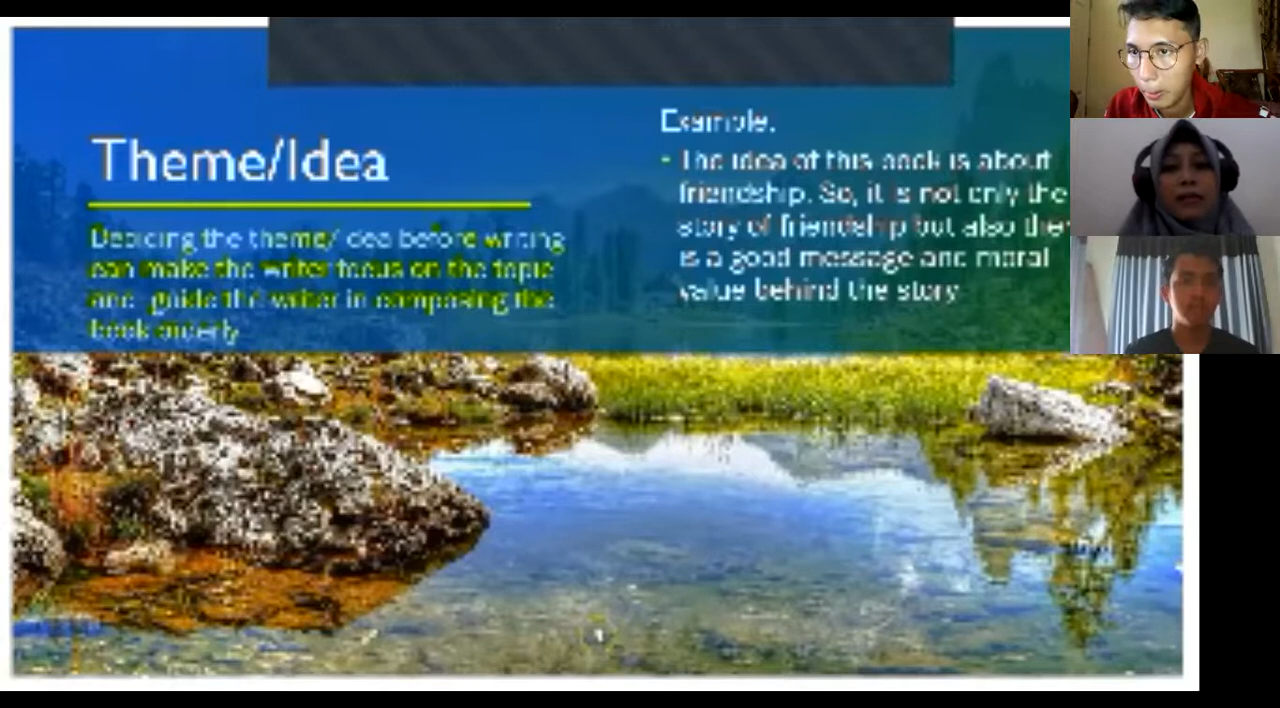 Theme/Idea
Deciding the theme/ idea before writing
can make the writer focus on the topic
and guide the writer in composing the
book orderly
Example:
The idea of this book is about
friendship. So, it is not only the
story of friendship but also
is a good message and moral
value behind the story